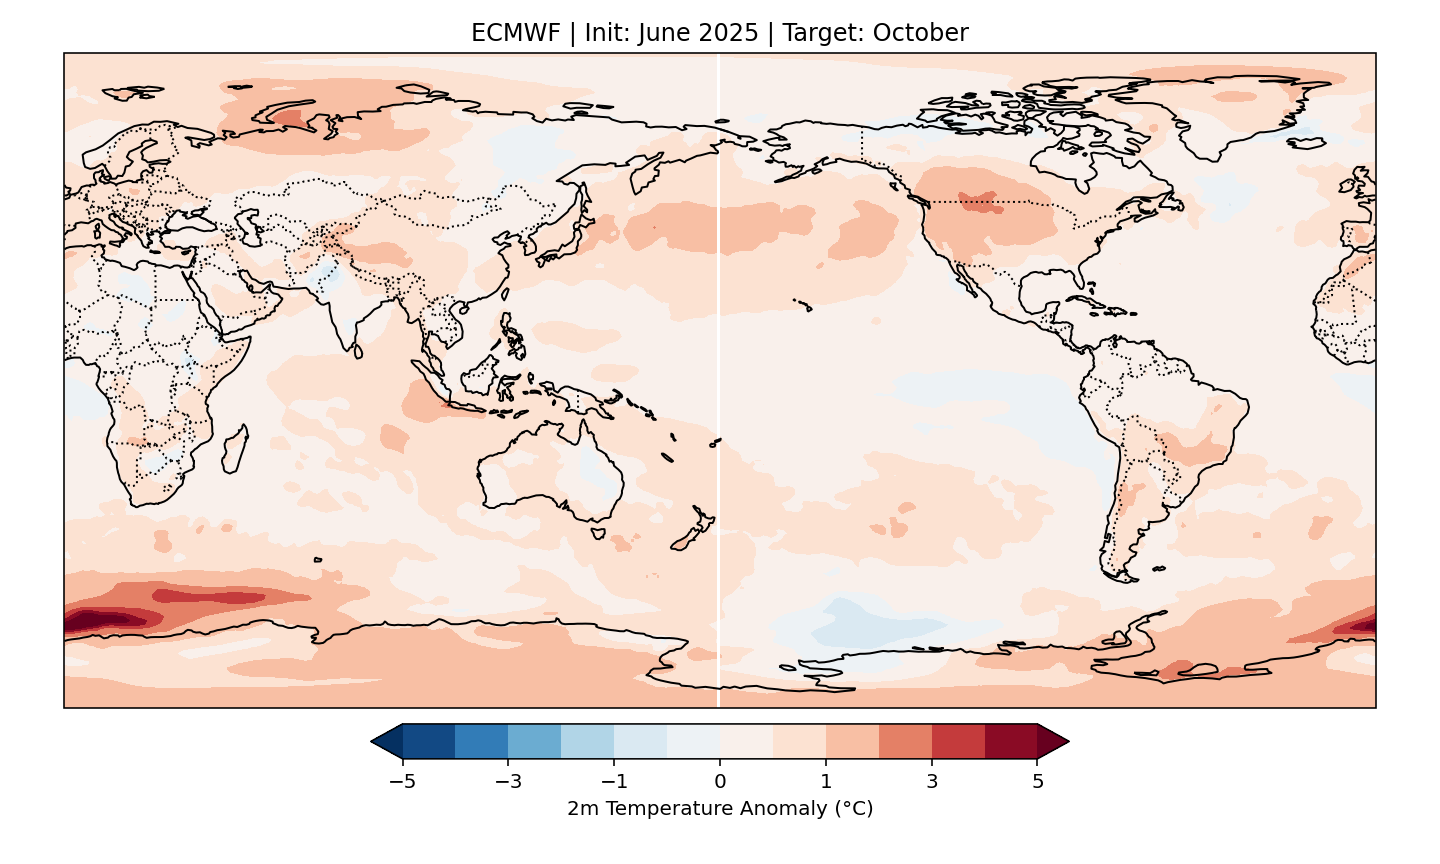 ECMWF | Init: June 2025 | Target: October
−5 −3 −1 0 1 3 5
2m Temperature Anomaly (°C)